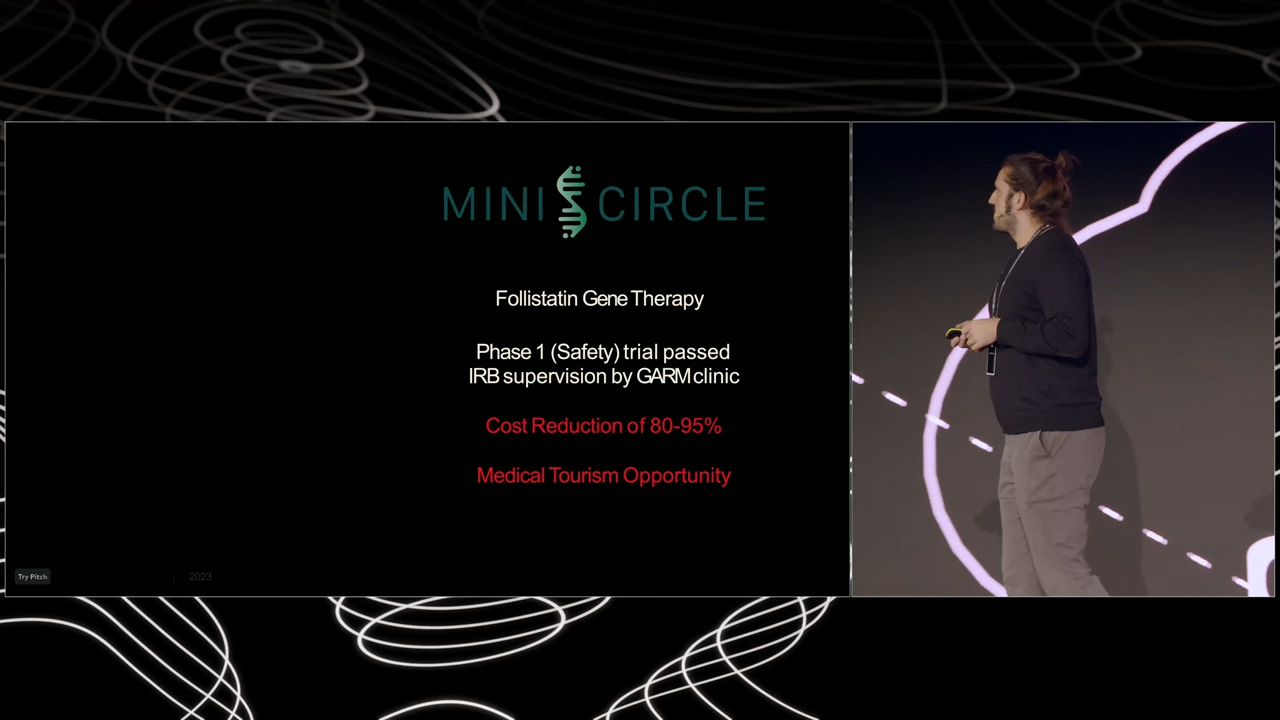 MINI CIRCLE
Follistatin Gene Therapy
Phase 1 (Safety) trial passed
IRB supervision by GARM clinic
Cost Reduction of 80-95%
Medical Tourism Opportunity
Try Pitch
2023